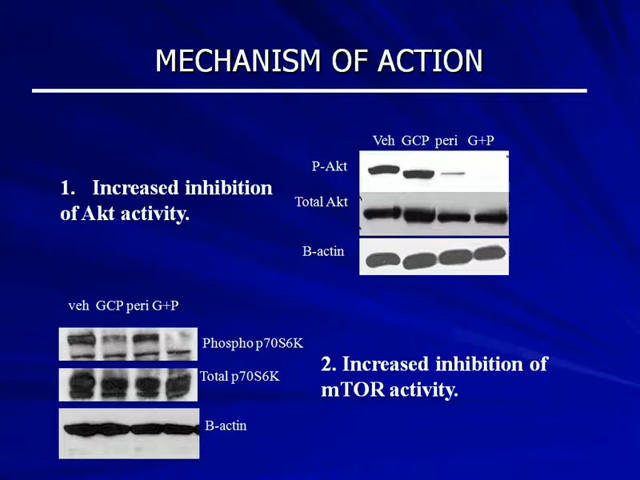 MECHANISM OF ACTION
Veh GCP peri G+P
P-Akt
Total Akt
B-actin
1. Increased inhibition
of Akt activity.
veh GCP peri G+P
Phospho p70S6K
Total p70S6K
B-actin
2. Increased inhibition of
mTOR activity.